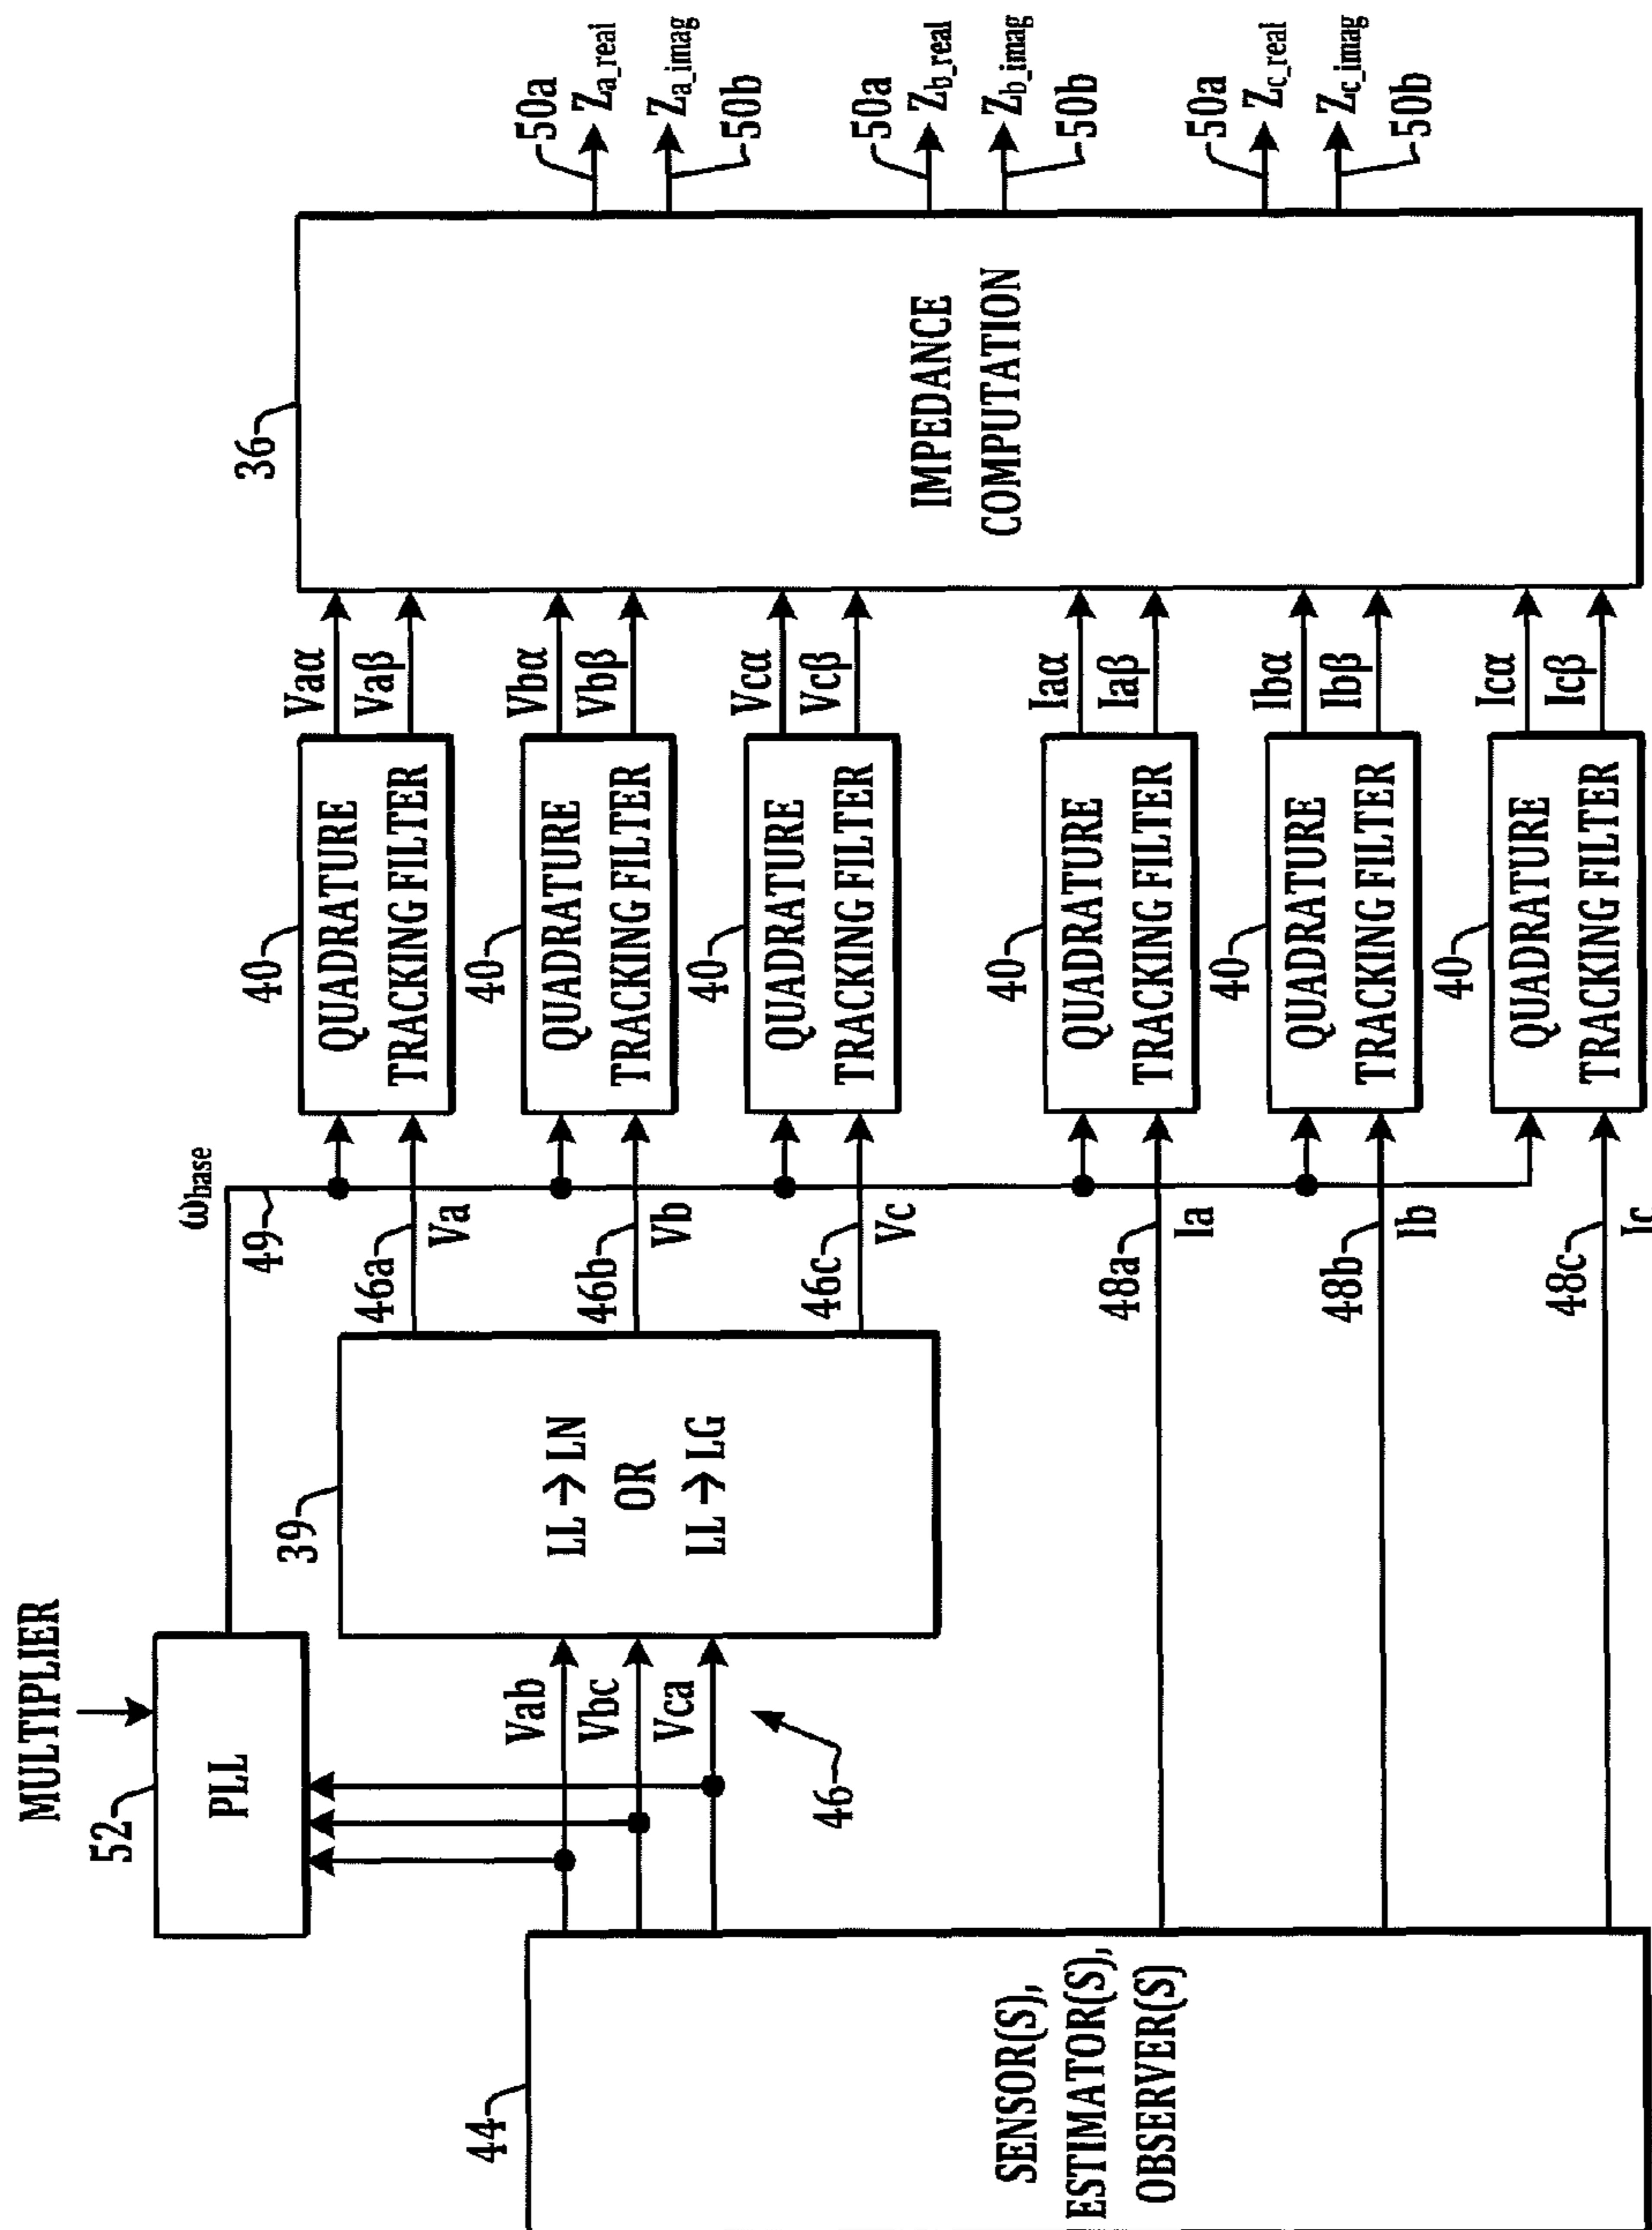 MULTIPLIER
52
PLL
ωbase
49
44
SENSOR(S),
ESTIMATOR(S),
OBSERVER(S)
Vab
Vbc
Vca
46
39
LL → LN
OR
LL → LG
46a
Va
46b
Vb
46c
Vc
48a
Ia
48b
Ib
48c
Ic
40
QUADRATURE
TRACKING FILTER
40
QUADRATURE
TRACKING FILTER
40
QUADRATURE
TRACKING FILTER
40
QUADRATURE
TRACKING FILTER
40
QUADRATURE
TRACKING FILTER
40
QUADRATURE
TRACKING FILTER
Vaα
Vaβ
Vbα
Vbβ
Vcα
Vcβ
Iaα
Iaβ
Ibα
Ibβ
Icα
Icβ
36
IMPEDANCE
COMPUTATION
50a
Za_real
Za_imag
50b
50a
Zb_real
Zb_imag
50b
50a
Zc_real
Zc_imag
50b